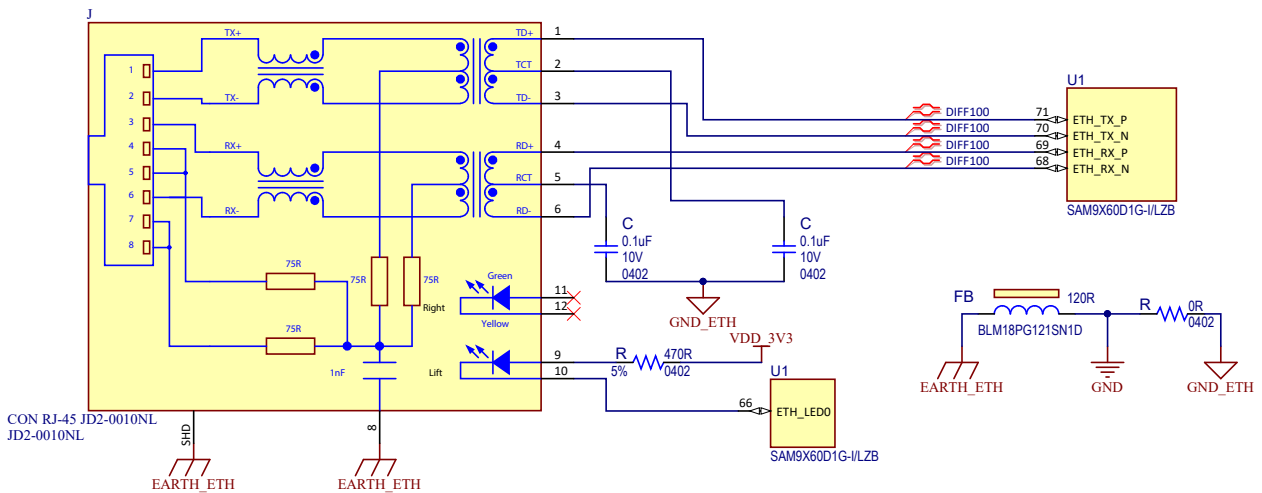 J
TX+
TX-
RX+
RX-
1
2
3
4
5
6
7
8
TD+
TCT
TD-
RD+
RCT
RD-
1
2
3
4
5
6
75R
75R
75R
75R
1nF
Green
Right
Yellow
Lift
11
12
9
10
SHD
8
CON RJ-45 JD2-0010NL
JD2-0010NL
EARTH_ETH
EARTH_ETH
C
0.1uF
10V
0402
C
0.1uF
10V
0402
GND_ETH
VDD_3V3
R
470R
5%
0402
U1
66
ETH_LED0
SAM9X60D1G-I/LZB
DIFF100
DIFF100
DIFF100
DIFF100
U1
71
ETH_TX_P
70
ETH_TX_N
69
ETH_RX_P
68
ETH_RX_N
SAM9X60D1G-I/LZB
FB
120R
BLM18PG121SN1D
R
0R
0402
EARTH_ETH
GND
GND_ETH